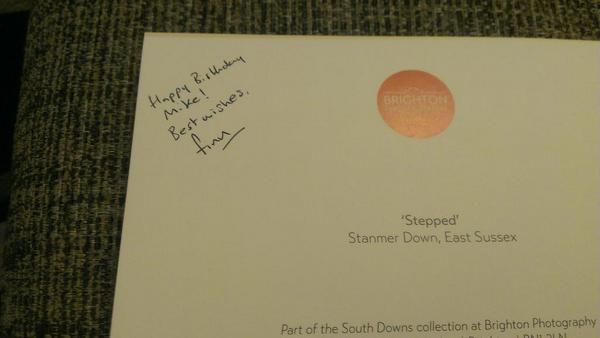 Happy Birthday
Mike!
Best wishes,
finn
BRIGHTON
'Stepped'
Stanmer Down, East Sussex
Part of the South Downs collection at Brighton Photography